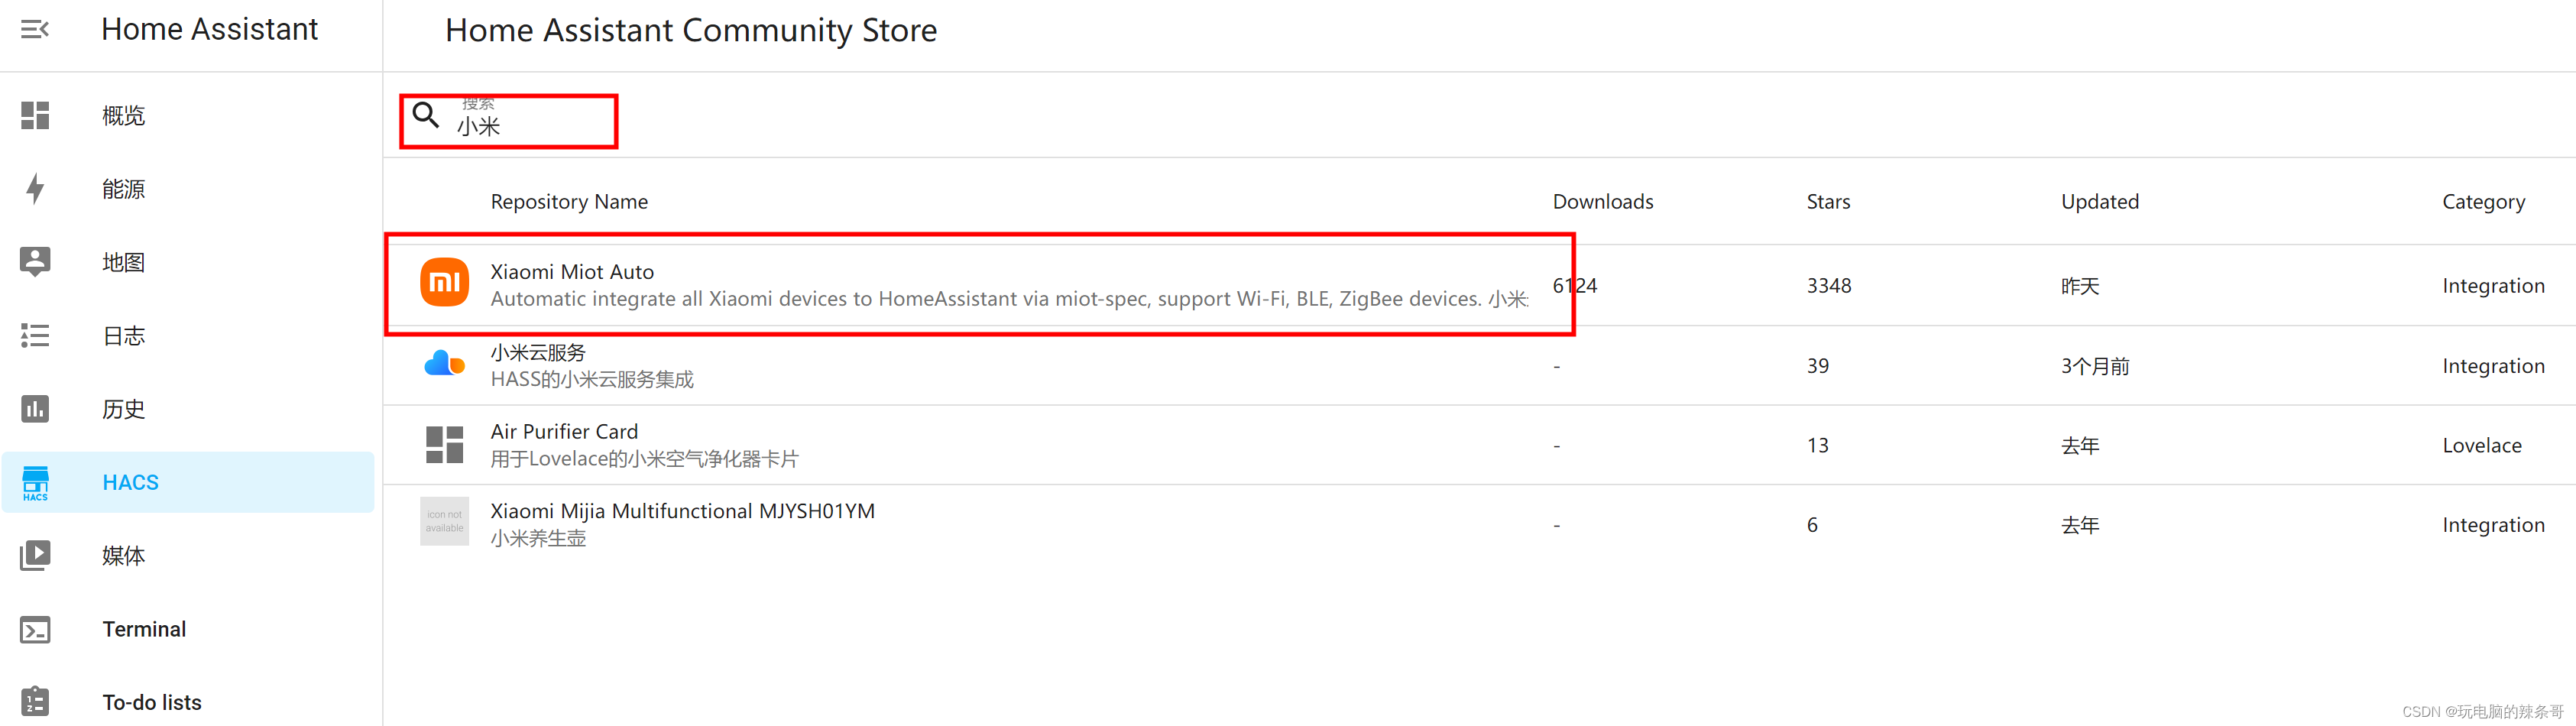 Home Assistant
Home Assistant Community Store
概览
能源
地图
日志
历史
HACS
HACS
媒体
Terminal
To-do lists
搜索
小米
Repository Name Downloads Stars Updated Category
mi
Xiaomi Miot Auto
Automatic integrate all Xiaomi devices to HomeAssistant via miot-spec, support Wi-Fi, BLE, ZigBee devices. 小米
6124 3348 昨天 Integration
小米云服务
HASS的小米云服务集成
- 39 3个月前 Integration
Air Purifier Card
用于Lovelace的小米空气净化器卡片
- 13 去年 Lovelace
icon not
available
Xiaomi Mijia Multifunctional MJYSH01YM
小米养生壶
- 6 去年 Integration
CSDN @玩电脑的辣条哥